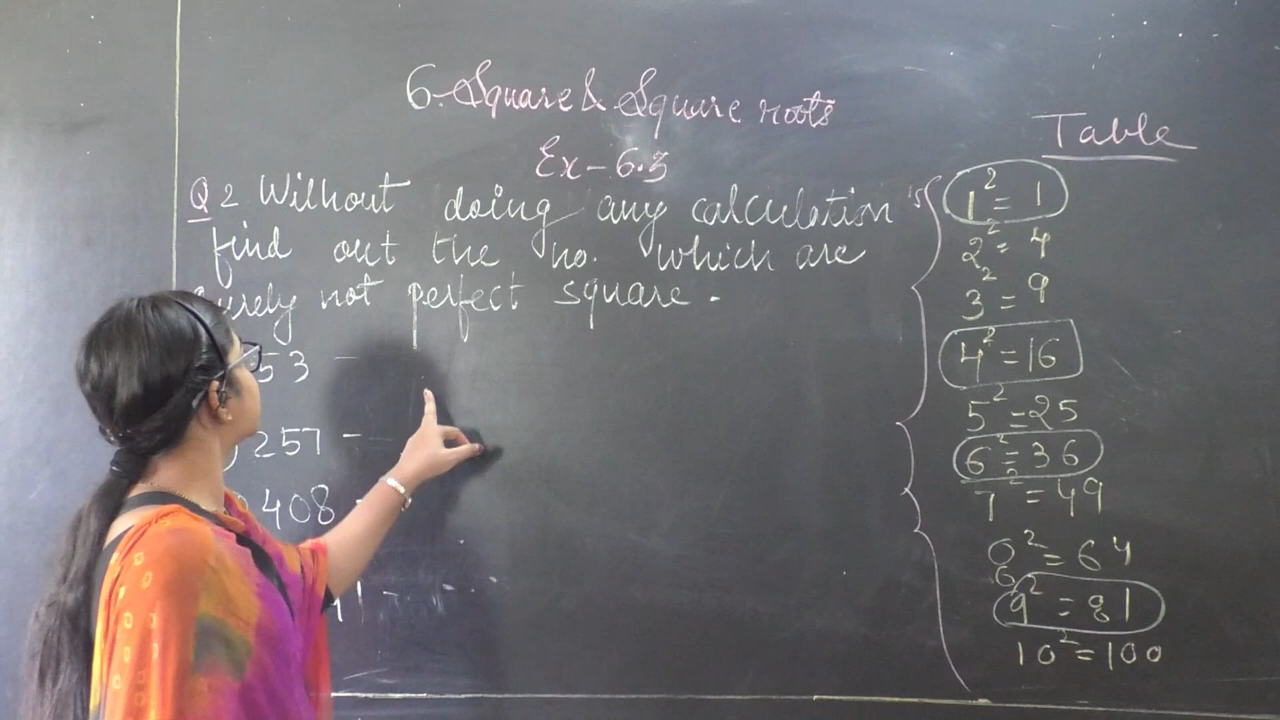 6. Square & Square roots
Ex-6.3
Q2 Without doing any calculation
find out the no. which are
surely not perfect square.
53 -
257 -
408 -
1 -
Table
1² = 1
2² = 4
3² = 9
4² = 16
5² = 25
6² = 36
7² = 49
8² = 64
9² = 81
10² = 100